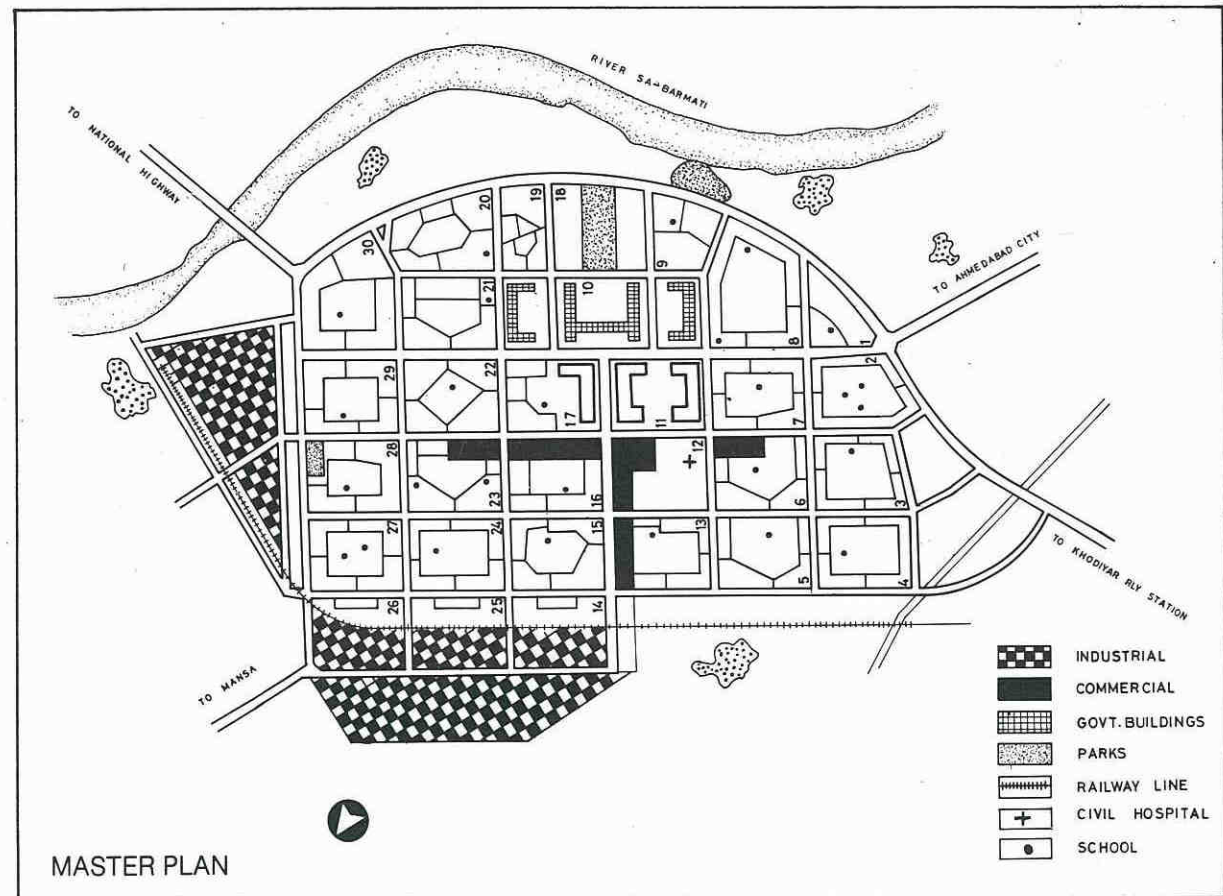 RIVER SA-BARMATI
TO NATIONAL
HIGHWAY
TO AHMEDABAD CITY
20
19
18
30
9
21
10
8
1
29
22
17
11
7
2
28
23
16
12
6
3
27
24
15
13
5
4
26
25
14
TO KHODIYAR RLY STATION
TO MANSA
INDUSTRIAL
COMMERCIAL
GOVT. BUILDINGS
PARKS
RAILWAY LINE
CIVIL HOSPITAL
SCHOOL
MASTER PLAN